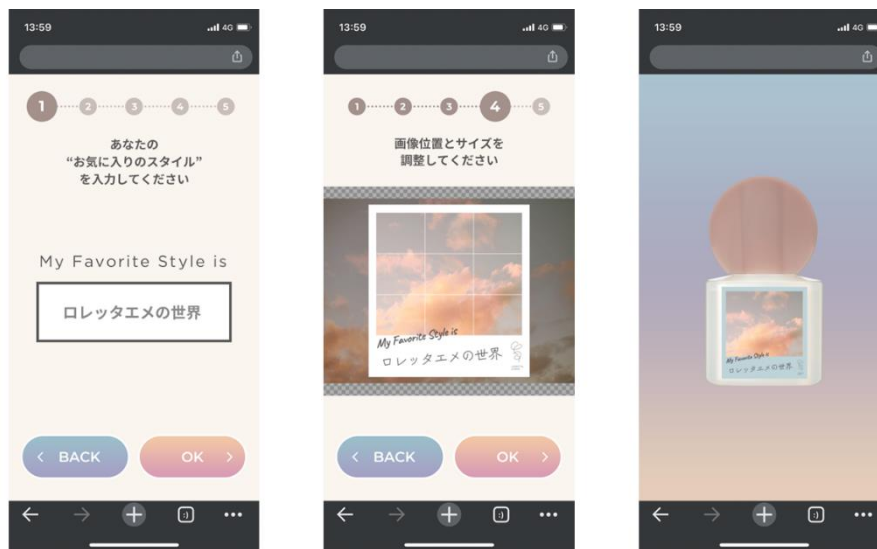 13:59
4G
1
2
3
4
5
あなたの
“お気に入りのスタイル”
を入力してください
My Favorite Style is
ロレッタエメの世界
BACK
OK
:)
13:59
4G
1
2
3
4
5
画像位置とサイズを
調整してください
My Favorite Style is
ロレッタエメの世界
BACK
OK
:)
13:59
4G
My Favorite Style is
ロレッタエメの世界
:)